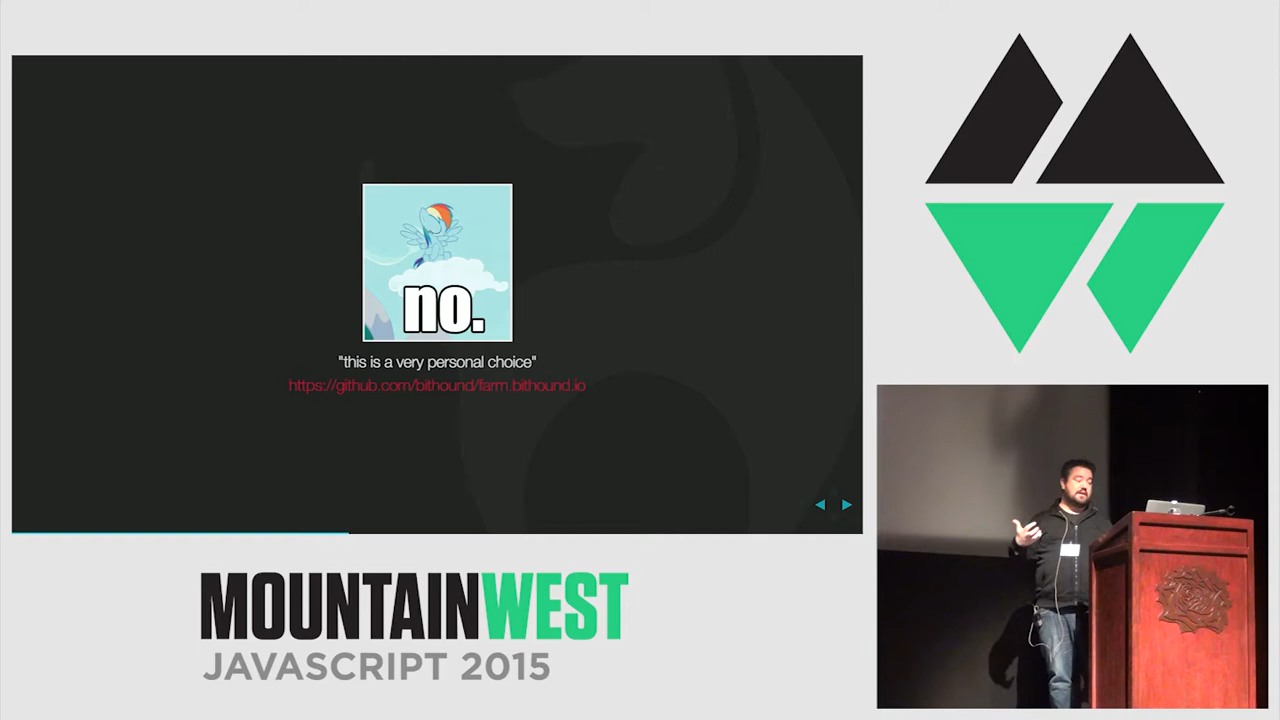 no.
"this is a very personal choice"
https://github.com/bithound/farm.bithound.io
MOUNTAINWEST
JAVASCRIPT 2015